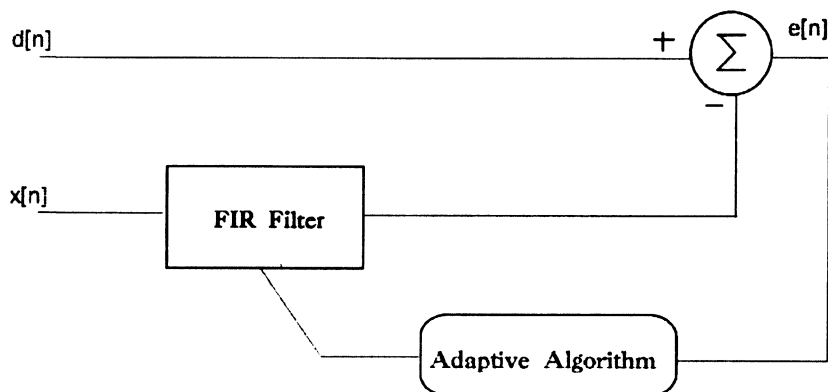 d[n]
+
Σ
e[n]
−
x[n]
FIR Filter
Adaptive Algorithm